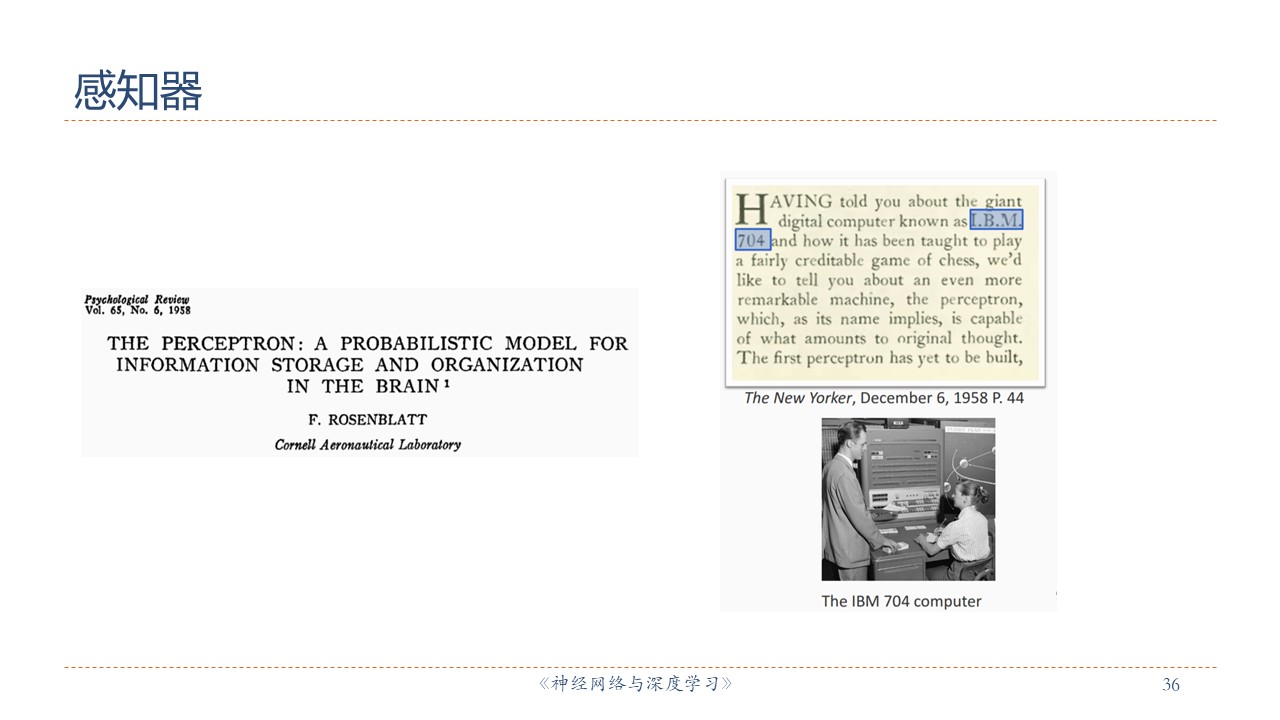 感知器
Psychological Review
Vol. 65, No. 6, 1958
THE PERCEPTRON: A PROBABILISTIC MODEL FOR
INFORMATION STORAGE AND ORGANIZATION
IN THE BRAIN¹
F. ROSENBLATT
Cornell Aeronautical Laboratory
HAVING told you about the giant
digital computer known as I.B.M.
704 and how it has been taught to play
a fairly creditable game of chess, we'd
like to tell you about an even more
remarkable machine, the perceptron,
which, as its name implies, is capable
of what amounts to original thought.
The first perceptron has yet to be built,
The New Yorker, December 6, 1958 P. 44
The IBM 704 computer
《神经网络与深度学习》
36